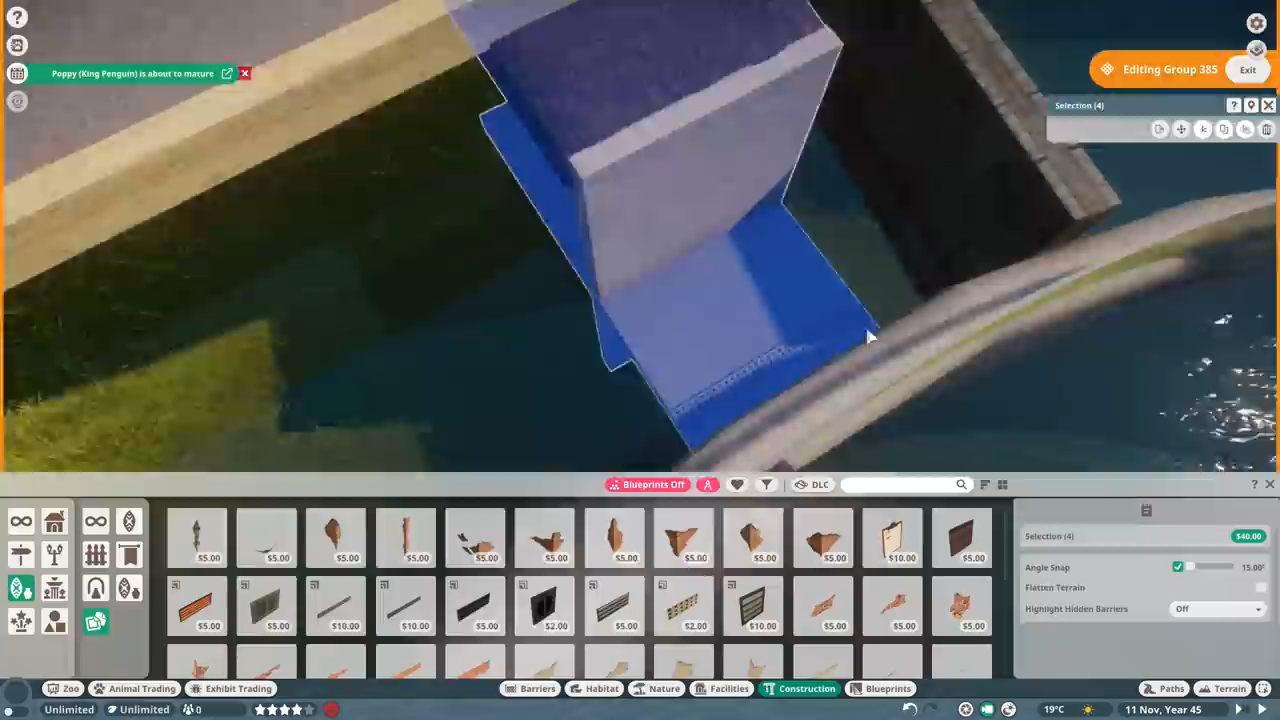 Poppy (King Penguin) is about to mature
Editing Group 385
Exit
Selection (4)
?
Blueprints Off
DLC
?
$5.00 $5.00 $5.00 $5.00 $5.00 $5.00 $5.00 $5.00 $5.00 $5.00 $10.00 $5.00
$5.00 $5.00 $10.00 $10.00 $5.00 $2.00 $5.00 $2.00 $10.00 $5.00 $5.00 $5.00
Selection (4) $40.00
Angle Snap 15.00°
Flatten Terrain
Highlight Hidden Barriers Off
Zoo Animal Trading Exhibit Trading Barriers Habitat Nature Facilities Construction Blueprints Paths Terrain
Unlimited Unlimited 0 19°C 11 Nov, Year 45